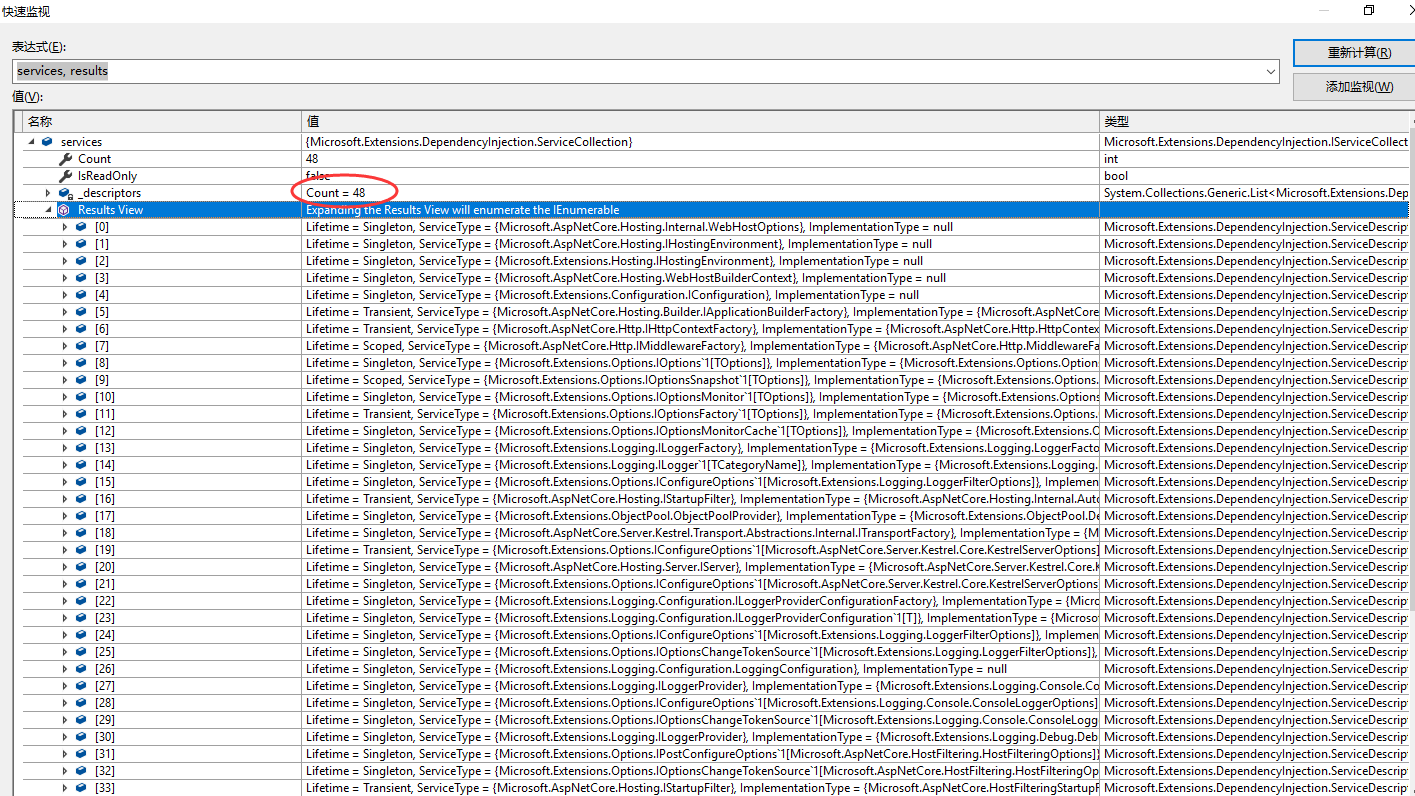 快速监视
表达式(E):
services, results
重新计算(R)
添加监视(W)
值(V):
名称 值 类型
services {Microsoft.Extensions.DependencyInjection.ServiceCollection} Microsoft.Extensions.DependencyInjection.IServiceCollect
Count 48 int
IsReadOnly false bool
_descriptors Count = 48 System.Collections.Generic.List<Microsoft.Extensions.Dep
Results View Expanding the Results View will enumerate the IEnumerable
[0] Lifetime = Singleton, ServiceType = {Microsoft.AspNetCore.Hosting.Internal.WebHostOptions}, ImplementationType = null Microsoft.Extensions.DependencyInjection.ServiceDescrip
[1] Lifetime = Singleton, ServiceType = {Microsoft.AspNetCore.Hosting.IHostingEnvironment}, ImplementationType = null Microsoft.Extensions.DependencyInjection.ServiceDescrip
[2] Lifetime = Singleton, ServiceType = {Microsoft.Extensions.Hosting.IHostingEnvironment}, ImplementationType = null Microsoft.Extensions.DependencyInjection.ServiceDescrip
[3] Lifetime = Singleton, ServiceType = {Microsoft.AspNetCore.Hosting.WebHostBuilderContext}, ImplementationType = null Microsoft.Extensions.DependencyInjection.ServiceDescrip
[4] Lifetime = Singleton, ServiceType = {Microsoft.Extensions.Configuration.IConfiguration}, ImplementationType = null Microsoft.Extensions.DependencyInjection.ServiceDescrip
[5] Lifetime = Transient, ServiceType = {Microsoft.AspNetCore.Hosting.Builder.IApplicationBuilderFactory}, ImplementationType = {Microsoft.AspNetCore Microsoft.Extensions.DependencyInjection.ServiceDescrip
[6] Lifetime = Transient, ServiceType = {Microsoft.AspNetCore.Http.IHttpContextFactory}, ImplementationType = {Microsoft.AspNetCore.Http.HttpContex Microsoft.Extensions.DependencyInjection.ServiceDescrip
[7] Lifetime = Scoped, ServiceType = {Microsoft.AspNetCore.Http.IMiddlewareFactory}, ImplementationType = {Microsoft.AspNetCore.Http.MiddlewareFa Microsoft.Extensions.DependencyInjection.ServiceDescrip
[8] Lifetime = Singleton, ServiceType = {Microsoft.Extensions.Options.IOptions`1[TOptions]}, ImplementationType = {Microsoft.Extensions.Options.Option Microsoft.Extensions.DependencyInjection.ServiceDescrip
[9] Lifetime = Scoped, ServiceType = {Microsoft.Extensions.Options.IOptionsSnapshot`1[TOptions]}, ImplementationType = {Microsoft.Extensions.Options. Microsoft.Extensions.DependencyInjection.ServiceDescrip
[10] Lifetime = Singleton, ServiceType = {Microsoft.Extensions.Options.IOptionsMonitor`1[TOptions]}, ImplementationType = {Microsoft.Extensions.Options Microsoft.Extensions.DependencyInjection.ServiceDescrip
[11] Lifetime = Transient, ServiceType = {Microsoft.Extensions.Options.IOptionsFactory`1[TOptions]}, ImplementationType = {Microsoft.Extensions.Options. Microsoft.Extensions.DependencyInjection.ServiceDescrip
[12] Lifetime = Singleton, ServiceType = {Microsoft.Extensions.Options.IOptionsMonitorCache`1[TOptions]}, ImplementationType = {Microsoft.Extensions.O Microsoft.Extensions.DependencyInjection.ServiceDescrip
[13] Lifetime = Singleton, ServiceType = {Microsoft.Extensions.Logging.ILoggerFactory}, ImplementationType = {Microsoft.Extensions.Logging.LoggerFacto Microsoft.Extensions.DependencyInjection.ServiceDescrip
[14] Lifetime = Singleton, ServiceType = {Microsoft.Extensions.Logging.ILogger`1[TCategoryName]}, ImplementationType = {Microsoft.Extensions.Logging. Microsoft.Extensions.DependencyInjection.ServiceDescrip
[15] Lifetime = Singleton, ServiceType = {Microsoft.Extensions.Options.IConfigureOptions`1[Microsoft.Extensions.Logging.LoggerFilterOptions]}, Implemen Microsoft.Extensions.DependencyInjection.ServiceDescrip
[16] Lifetime = Transient, ServiceType = {Microsoft.AspNetCore.Hosting.IStartupFilter}, ImplementationType = {Microsoft.AspNetCore.Hosting.Internal.Auto Microsoft.Extensions.DependencyInjection.ServiceDescrip
[17] Lifetime = Singleton, ServiceType = {Microsoft.Extensions.ObjectPool.ObjectPoolProvider}, ImplementationType = {Microsoft.Extensions.ObjectPool.De Microsoft.Extensions.DependencyInjection.ServiceDescrip
[18] Lifetime = Singleton, ServiceType = {Microsoft.AspNetCore.Server.Kestrel.Transport.Abstractions.Internal.ITransportFactory}, ImplementationType = {M Microsoft.Extensions.DependencyInjection.ServiceDescrip
[19] Lifetime = Transient, ServiceType = {Microsoft.Extensions.Options.IConfigureOptions`1[Microsoft.AspNetCore.Server.Kestrel.Core.KestrelServerOptions] Microsoft.Extensions.DependencyInjection.ServiceDescrip
[20] Lifetime = Singleton, ServiceType = {Microsoft.AspNetCore.Hosting.Server.IServer}, ImplementationType = {Microsoft.AspNetCore.Server.Kestrel.Core.K Microsoft.Extensions.DependencyInjection.ServiceDescrip
[21] Lifetime = Singleton, ServiceType = {Microsoft.Extensions.Options.IConfigureOptions`1[Microsoft.AspNetCore.Server.Kestrel.Core.KestrelServerOptions Microsoft.Extensions.DependencyInjection.ServiceDescrip
[22] Lifetime = Singleton, ServiceType = {Microsoft.Extensions.Logging.Configuration.ILoggerProviderConfigurationFactory}, ImplementationType = {Micro Microsoft.Extensions.DependencyInjection.ServiceDescrip
[23] Lifetime = Singleton, ServiceType = {Microsoft.Extensions.Logging.Configuration.ILoggerProviderConfiguration`1[T]}, ImplementationType = {Microso Microsoft.Extensions.DependencyInjection.ServiceDescrip
[24] Lifetime = Singleton, ServiceType = {Microsoft.Extensions.Options.IConfigureOptions`1[Microsoft.Extensions.Logging.LoggerFilterOptions]}, Implemen Microsoft.Extensions.DependencyInjection.ServiceDescrip
[25] Lifetime = Singleton, ServiceType = {Microsoft.Extensions.Options.IOptionsChangeTokenSource`1[Microsoft.Extensions.Logging.LoggerFilterOptions]}, Microsoft.Extensions.DependencyInjection.ServiceDescrip
[26] Lifetime = Singleton, ServiceType = {Microsoft.Extensions.Logging.Configuration.LoggingConfiguration}, ImplementationType = null Microsoft.Extensions.DependencyInjection.ServiceDescrip
[27] Lifetime = Singleton, ServiceType = {Microsoft.Extensions.Logging.ILoggerProvider}, ImplementationType = {Microsoft.Extensions.Logging.Console.Co Microsoft.Extensions.DependencyInjection.ServiceDescrip
[28] Lifetime = Singleton, ServiceType = {Microsoft.Extensions.Options.IConfigureOptions`1[Microsoft.Extensions.Logging.Console.ConsoleLoggerOptions] Microsoft.Extensions.DependencyInjection.ServiceDescrip
[29] Lifetime = Singleton, ServiceType = {Microsoft.Extensions.Options.IOptionsChangeTokenSource`1[Microsoft.Extensions.Logging.Console.ConsoleLogg Microsoft.Extensions.DependencyInjection.ServiceDescrip
[30] Lifetime = Singleton, ServiceType = {Microsoft.Extensions.Logging.ILoggerProvider}, ImplementationType = {Microsoft.Extensions.Logging.Debug.Deb Microsoft.Extensions.DependencyInjection.ServiceDescrip
[31] Lifetime = Singleton, ServiceType = {Microsoft.Extensions.Options.IPostConfigureOptions`1[Microsoft.AspNetCore.HostFiltering.HostFilteringOptions]} Microsoft.Extensions.DependencyInjection.ServiceDescrip
[32] Lifetime = Singleton, ServiceType = {Microsoft.Extensions.Options.IOptionsChangeTokenSource`1[Microsoft.AspNetCore.HostFiltering.HostFilteringOp Microsoft.Extensions.DependencyInjection.ServiceDescrip
[33] Lifetime = Transient, ServiceType = {Microsoft.AspNetCore.Hosting.IStartupFilter}, ImplementationType = {Microsoft.AspNetCore.HostFilteringStartupF Microsoft.Extensions.DependencyInjection.ServiceDescrip